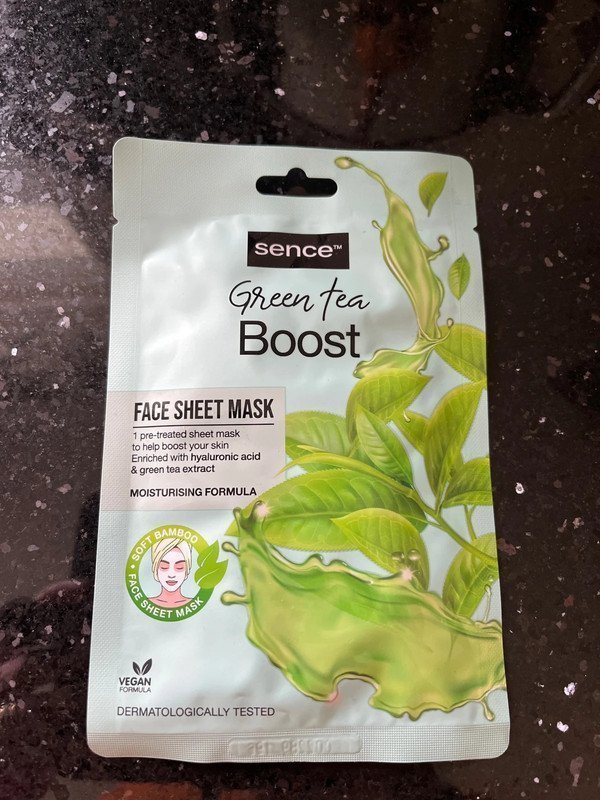 sence™
Green tea
Boost
FACE SHEET MASK
1 pre-treated sheet mask
to help boost your skin
Enriched with hyaluronic acid
& green tea extract
MOISTURISING FORMULA
• SOFT BAMBOO •
FACE SHEET MASK
VEGAN
FORMULA
DERMATOLOGICALLY TESTED